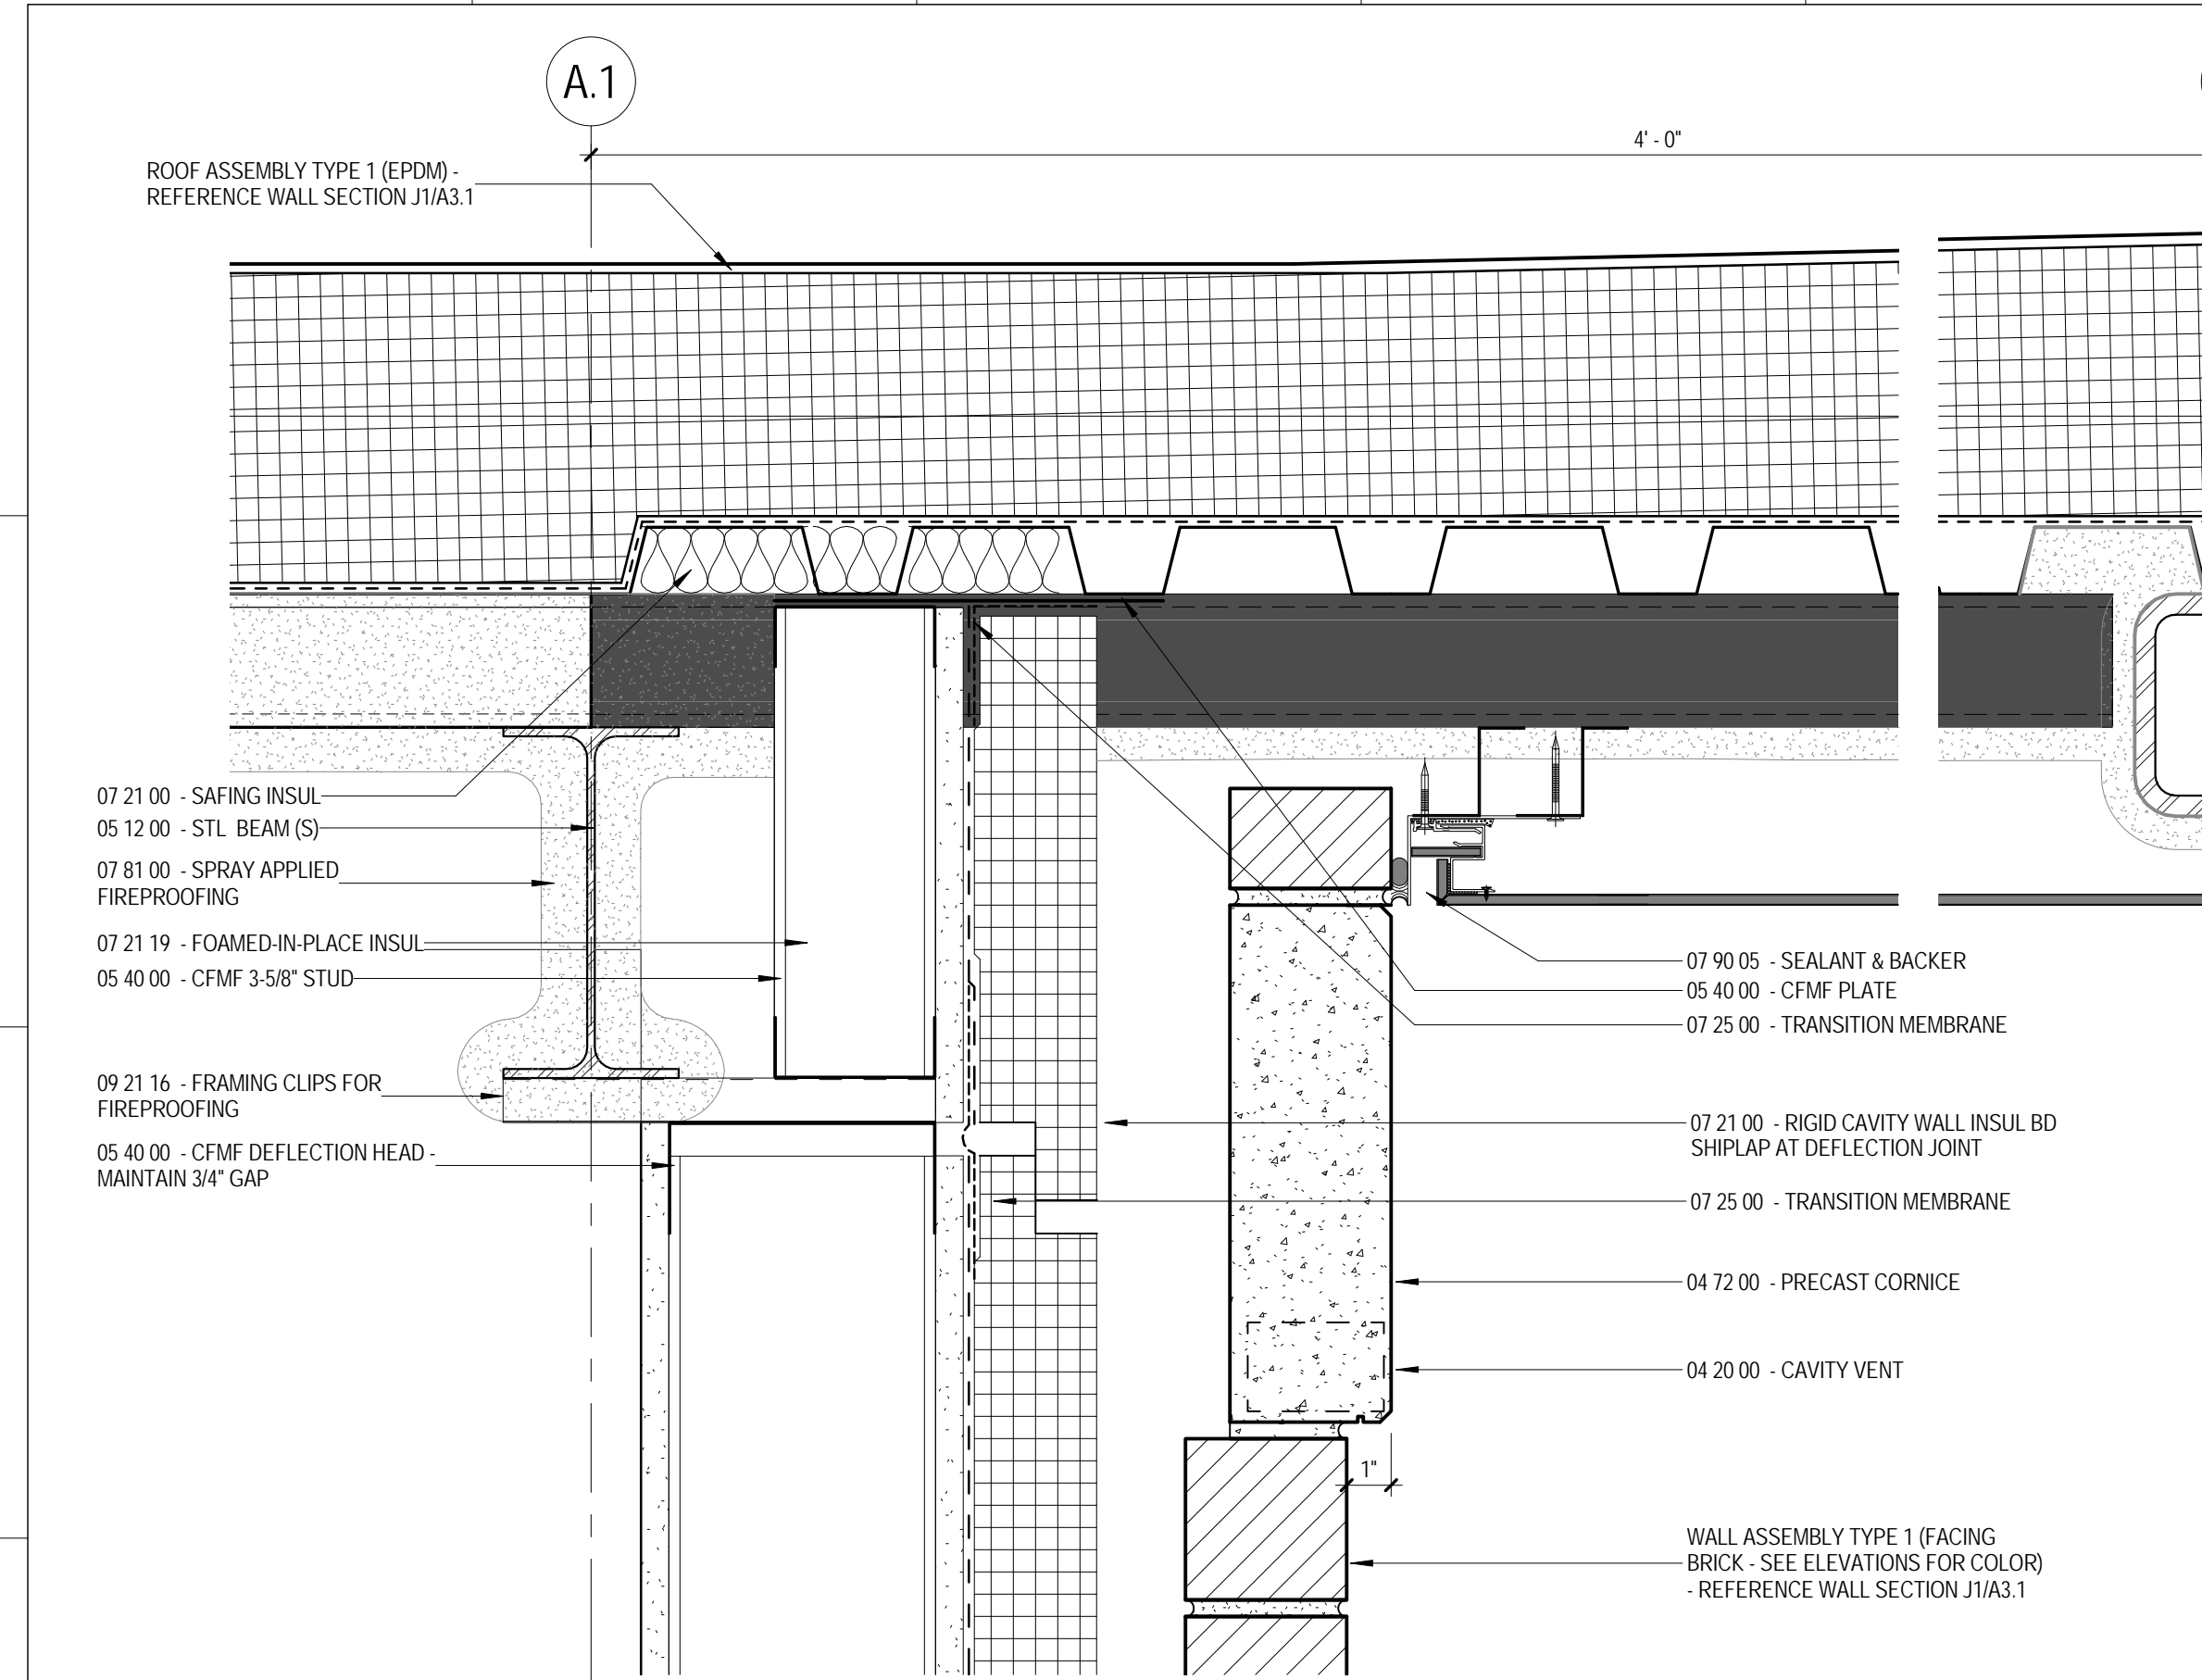 A.1
4' - 0"
ROOF ASSEMBLY TYPE 1 (EPDM) -
REFERENCE WALL SECTION J1/A3.1
07 21 00 - SAFING INSUL
05 12 00 - STL BEAM (S)
07 81 00 - SPRAY APPLIED
FIREPROOFING
07 21 19 - FOAMED-IN-PLACE INSUL
05 40 00 - CFMF 3-5/8" STUD
09 21 16 - FRAMING CLIPS FOR
FIREPROOFING
05 40 00 - CFMF DEFLECTION HEAD -
MAINTAIN 3/4" GAP
07 90 05 - SEALANT & BACKER
05 40 00 - CFMF PLATE
07 25 00 - TRANSITION MEMBRANE
07 21 00 - RIGID CAVITY WALL INSUL BD
SHIPLAP AT DEFLECTION JOINT
07 25 00 - TRANSITION MEMBRANE
04 72 00 - PRECAST CORNICE
04 20 00 - CAVITY VENT
1"
WALL ASSEMBLY TYPE 1 (FACING
BRICK - SEE ELEVATIONS FOR COLOR)
- REFERENCE WALL SECTION J1/A3.1